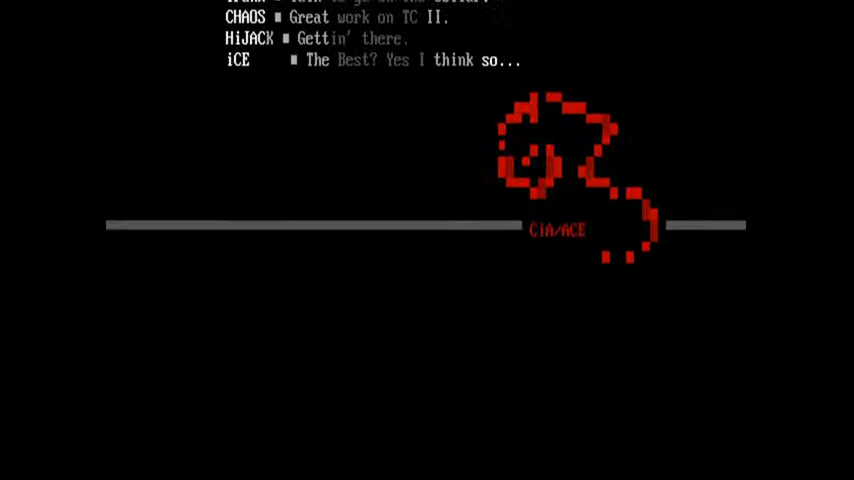 CHAOS ■ Great work on TC II.
HiJACK ■ Gettin' there.
iCE ■ The Best? Yes I think so...
CIA/ACE